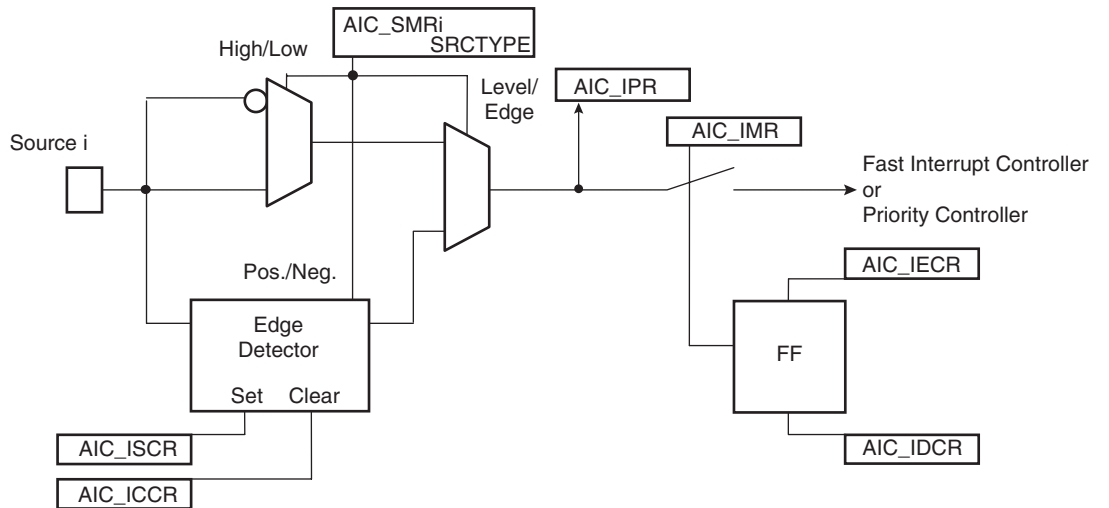 AIC_SMRi
SRCTYPE
High/Low
Level/
Edge
AIC_IPR
AIC_IMR
Source i
Fast Interrupt Controller
or
Priority Controller
Pos./Neg.
AIC_IECR
Edge
Detector
FF
Set Clear
AIC_ISCR
AIC_IDCR
AIC_ICCR